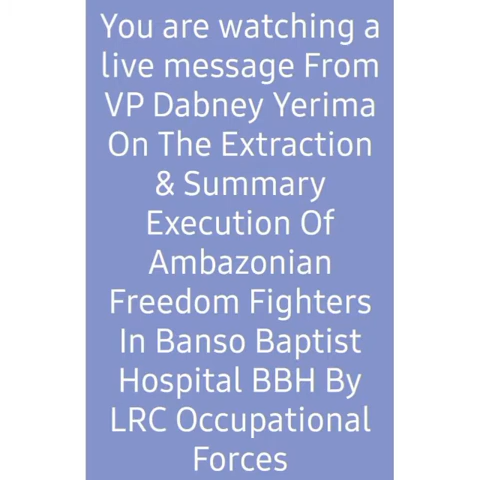 You are watching a
live message From
VP Dabney Yerima
On The Extraction
& Summary
Execution Of
Ambazonian
Freedom Fighters
In Banso Baptist
Hospital BBH By
LRC Occupational
Forces